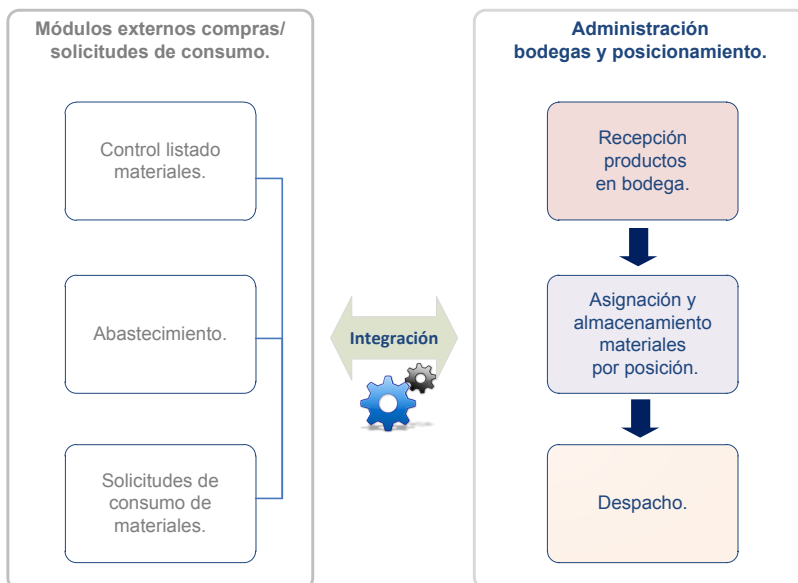 Módulos externos compras/
solicitudes de consumo.
Control listado
materiales.
Abastecimiento.
Solicitudes de
consumo de
materiales.
Integración
Administración
bodegas y posicionamiento.
Recepción
productos
en bodega.
Asignación y
almacenamiento
materiales
por posición.
Despacho.